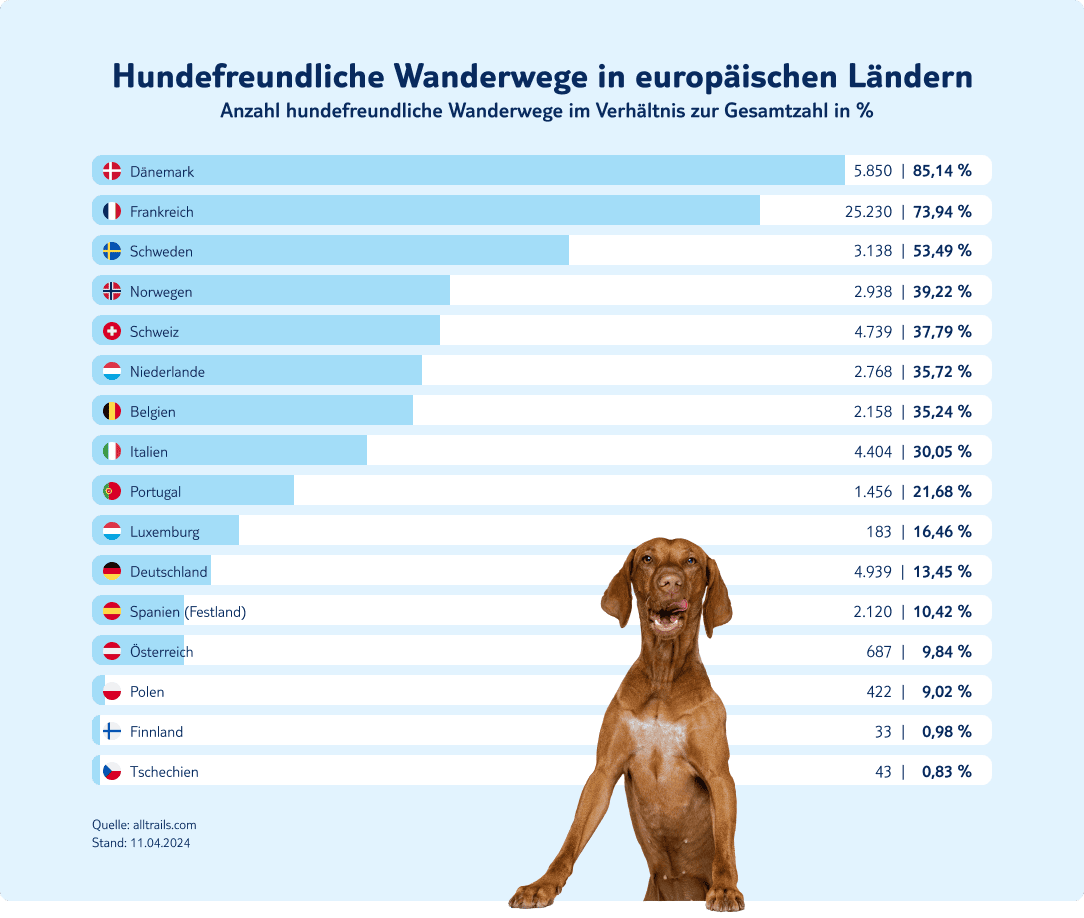 Hundefreundliche Wanderwege in europäischen Ländern
Anzahl hundefreundliche Wanderwege im Verhältnis zur Gesamtzahl in %
Dänemark 5.850 | 85,14 %
Frankreich 25.230 | 73,94 %
Schweden 3.138 | 53,49 %
Norwegen 2.938 | 39,22 %
Schweiz 4.739 | 37,79 %
Niederlande 2.768 | 35,72 %
Belgien 2.158 | 35,24 %
Italien 4.404 | 30,05 %
Portugal 1.456 | 21,68 %
Luxemburg 183 | 16,46 %
Deutschland 4.939 | 13,45 %
Spanien (Festland) 2.120 | 10,42 %
Österreich 687 | 9,84 %
Polen 422 | 9,02 %
Finnland 33 | 0,98 %
Tschechien 43 | 0,83 %
Quelle: alltrails.com
Stand: 11.04.2024